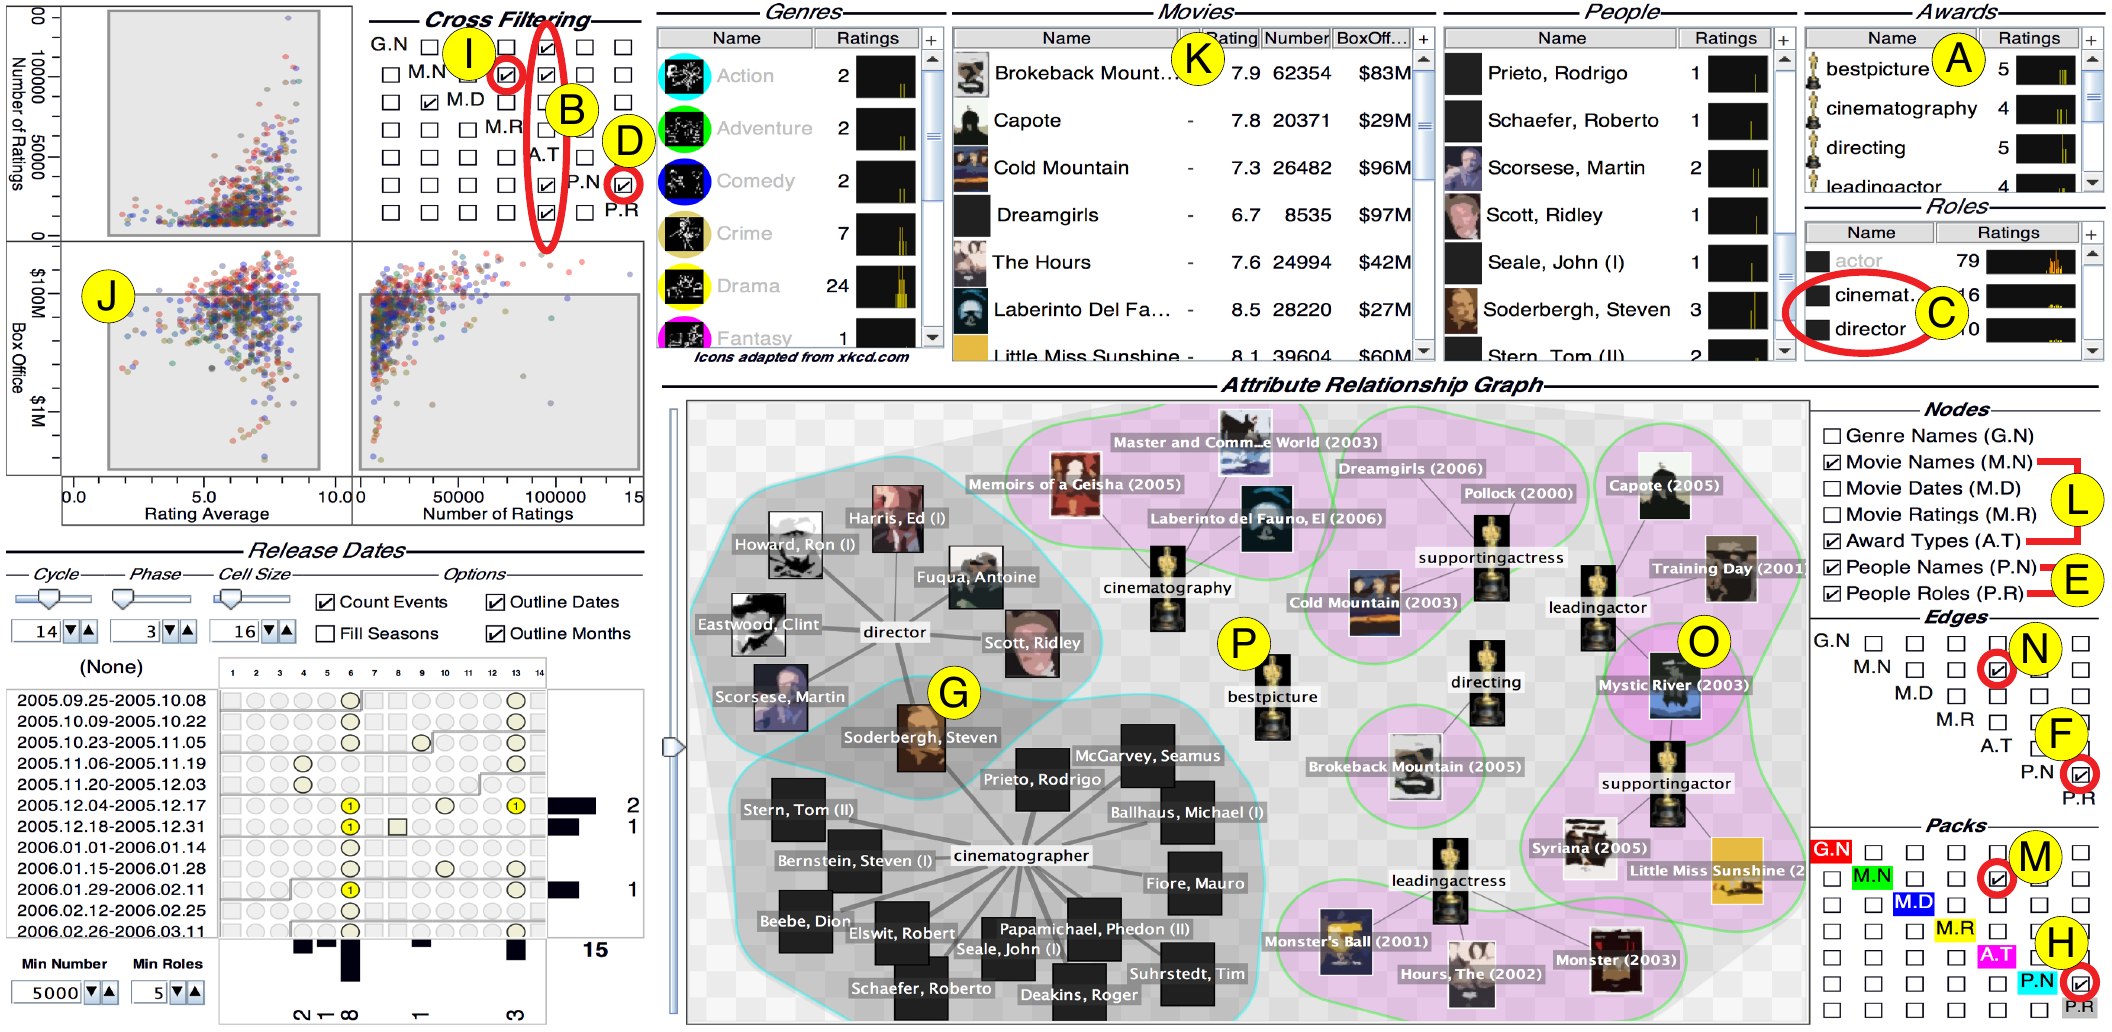 Cross Filtering
G.N
I
M.N
M.D
B
M.R
D
A.T
P.N
P.R
00
100000
50000
0
Number of Ratings
$100M
$1M
Box Office
J
0.0 5.0 10.0
Rating Average
0 50000 100000 15
Number of Ratings
Genres
Name Ratings +
Action 2
Adventure 2
Comedy 2
Crime 7
Drama 24
Fantasy 1
Icons adapted from xkcd.com
Movies
Name K Rating Number BoxOff... +
Brokeback Mount... 7.9 62354 $83M
Capote - 7.8 20371 $29M
Cold Mountain - 7.3 26482 $96M
Dreamgirls - 6.7 8535 $97M
The Hours - 7.6 24994 $42M
Laberinto Del Fa... - 8.5 28220 $27M
Little Miss Sunshine - 8.1 39604 $60M
People
Name Ratings +
Prieto, Rodrigo 1
Schaefer, Roberto 1
Scorsese, Martin 2
Scott, Ridley 1
Seale, John (I) 1
Soderbergh, Steven 3
Stern, Tom (II) 2
Awards
Name A Ratings +
bestpicture 5
cinematography 4
directing 5
leadingactor 4
Roles
Name Ratings +
actor 79
cinemat... 16
director 10
C
Release Dates
Cycle Phase Cell Size Options
14 3 16
Count Events Outline Dates
Fill Seasons Outline Months
(None) 1 2 3 4 5 6 7 8 9 10 11 12 13 14
2005.09.25-2005.10.08
2005.10.09-2005.10.22
2005.10.23-2005.11.05
2005.11.06-2005.11.19
2005.11.20-2005.12.03
2005.12.04-2005.12.17 1 1 2
2005.12.18-2005.12.31 1 1
2006.01.01-2006.01.14
2006.01.15-2006.01.28
2006.01.29-2006.02.11 1 1
2006.02.12-2006.02.25
2006.02.26-2006.03.11
15
Min Number Min Roles
5000 5
2 1 8 1 3
Attribute Relationship Graph
Master and Comm...e World (2003)
Memoirs of a Geisha (2005)
Laberinto del Fauno, El (2006)
cinematography
Dreamgirls (2006)
Pollock (2000)
supportingactress
Cold Mountain (2003)
Capote (2005)
Training Day (2001
leadingactor
O
Mystic River (2003)
supportingactor
Syriana (2005)
Little Miss Sunshine (2
P
bestpicture
directing
Brokeback Mountain (2005)
leadingactress
Monster's Ball (2001)
Hours, The (2002)
Monster (2003)
Harris, Ed (I)
Howard, Ron (I)
Fuqua, Antoine
Eastwood, Clint
director
Scott, Ridley
Scorsese, Martin
G
Soderbergh, Steven
McGarvey, Seamus
Prieto, Rodrigo
Stern, Tom (II)
Ballhaus, Michael (I)
cinematographer
Bernstein, Steven (I)
Fiore, Mauro
Beebe, Dion
Elswit, Robert
Papamichael, Phedon (II)
Seale, John (I)
Suhrstedt, Tim
Schaefer, Roberto
Deakins, Roger
Nodes
Genre Names (G.N)
Movie Names (M.N)
Movie Dates (M.D)
L
Movie Ratings (M.R)
Award Types (A.T)
People Names (P.N)
E
People Roles (P.R)
Edges
G.N
N
M.N
M.D
M.R
F
A.T
P.N
P.R
Packs
G.N
M
M.N
M.D
M.R
H
A.T
P.N
P.R